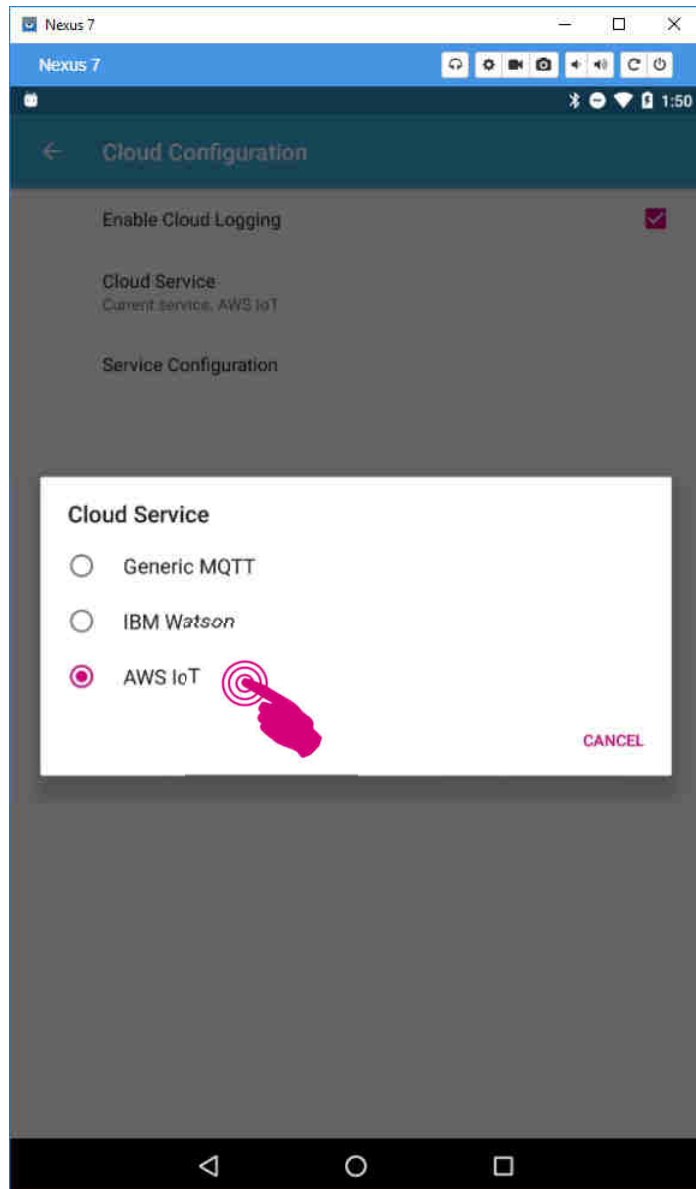 Nexus 7
Nexus 7
1:50
Cloud Configuration
Enable Cloud Logging
Cloud Service
Current service, AWS IoT
Service Configuration
Cloud Service
Generic MQTT
IBM Watson
AWS IoT
CANCEL